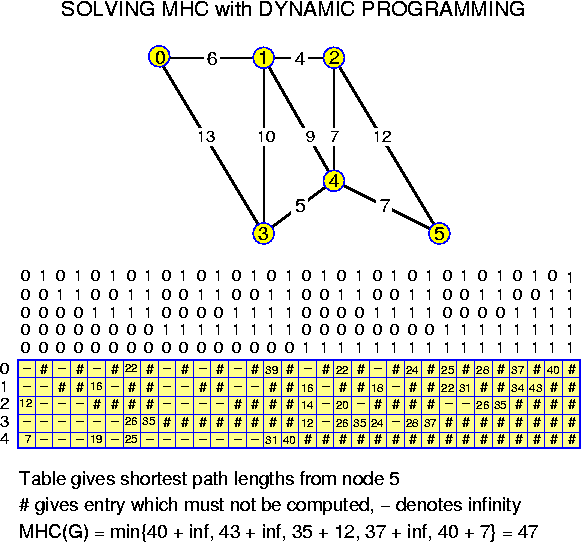 SOLVING MHC with DYNAMIC PROGRAMMING
0 6 1 4 2
13 10 9 7 12
4
5 7
3 5
0 1 0 1 0 1 0 1 0 1 0 1 0 1 0 1 0 1 0 1 0 1 0 1 0 1 0 1 0 1 0 1
0 0 1 1 0 0 1 1 0 0 1 1 0 0 1 1 0 0 1 1 0 0 1 1 0 0 1 1 0 0 1 1
0 0 0 0 1 1 1 1 0 0 0 0 1 1 1 1 0 0 0 0 1 1 1 1 0 0 0 0 1 1 1 1
0 0 0 0 0 0 0 0 1 1 1 1 1 1 1 1 0 0 0 0 0 0 0 0 1 1 1 1 1 1 1 1
0 0 0 0 0 0 0 0 0 0 0 0 0 0 0 0 1 1 1 1 1 1 1 1 1 1 1 1 1 1 1 1
0 – # – # – # 22 # – # – # – # 39 # – # 22 # – # 24 # 25 # 28 # 37 # 40 #
1 – – # # 16 – # # – – # # – – # # 16 – # # 18 – # # 22 31 # # 34 43 # #
2 12 – – – # # # # – – – – # # # # 14 – 20 – # # # # – – 26 35 # # # #
3 – – – – – – 26 35 # # # # # # # # 12 – 26 35 24 – 28 37 # # # # # # # #
4 7 – – – 19 – 25 – – – – – – – 31 40 # # # # # # # # # # # # # # # #
Table gives shortest path lengths from node 5
# gives entry which must not be computed, – denotes infinity
MHC(G) = min{40 + inf, 43 + inf, 35 + 12, 37 + inf, 40 + 7} = 47